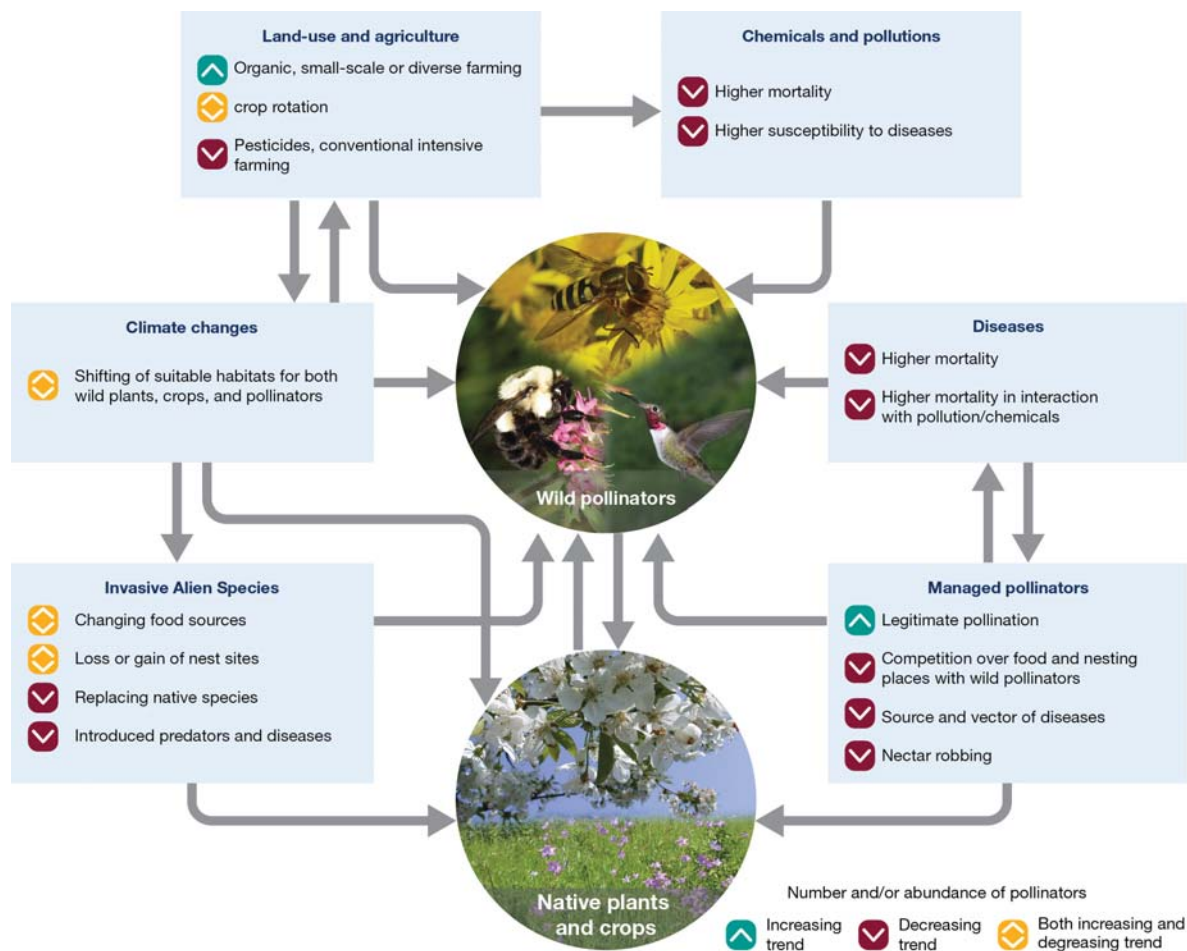 Land-use and agriculture
Organic, small-scale or diverse farming
crop rotation
Pesticides, conventional intensive
farming
Chemicals and pollutions
Higher mortality
Higher susceptibility to diseases
Climate changes
Shifting of suitable habitats for both
wild plants, crops, and pollinators
Wild pollinators
Diseases
Higher mortality
Higher mortality in interaction
with pollution/chemicals
Invasive Alien Species
Changing food sources
Loss or gain of nest sites
Replacing native species
Introduced predators and diseases
Managed pollinators
Legitimate pollination
Competition over food and nesting
places with wild pollinators
Source and vector of diseases
Nectar robbing
Native plants
and crops
Number and/or abundance of pollinators
Increasing
trend
Decreasing
trend
Both increasing and
degreasing trend